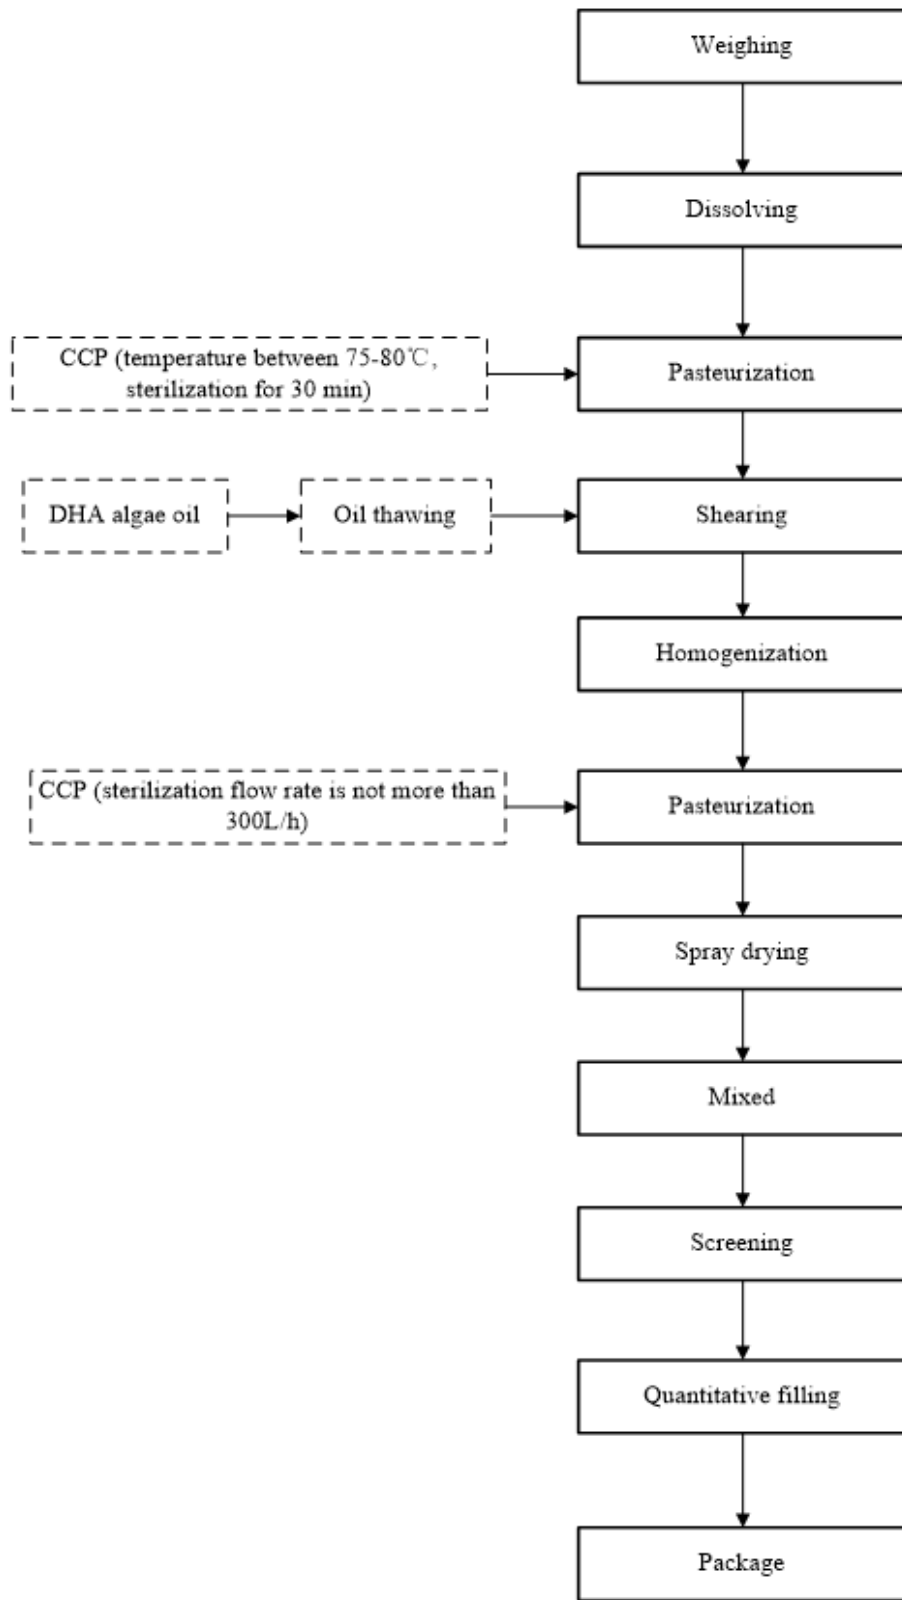 Weighing
Dissolving
CCP (temperature between 75-80℃,
sterilization for 30 min)
Pasteurization
DHA algae oil
Oil thawing
Shearing
Homogenization
CCP (sterilization flow rate is not more than
300L/h)
Pasteurization
Spray drying
Mixed
Screening
Quantitative filling
Package